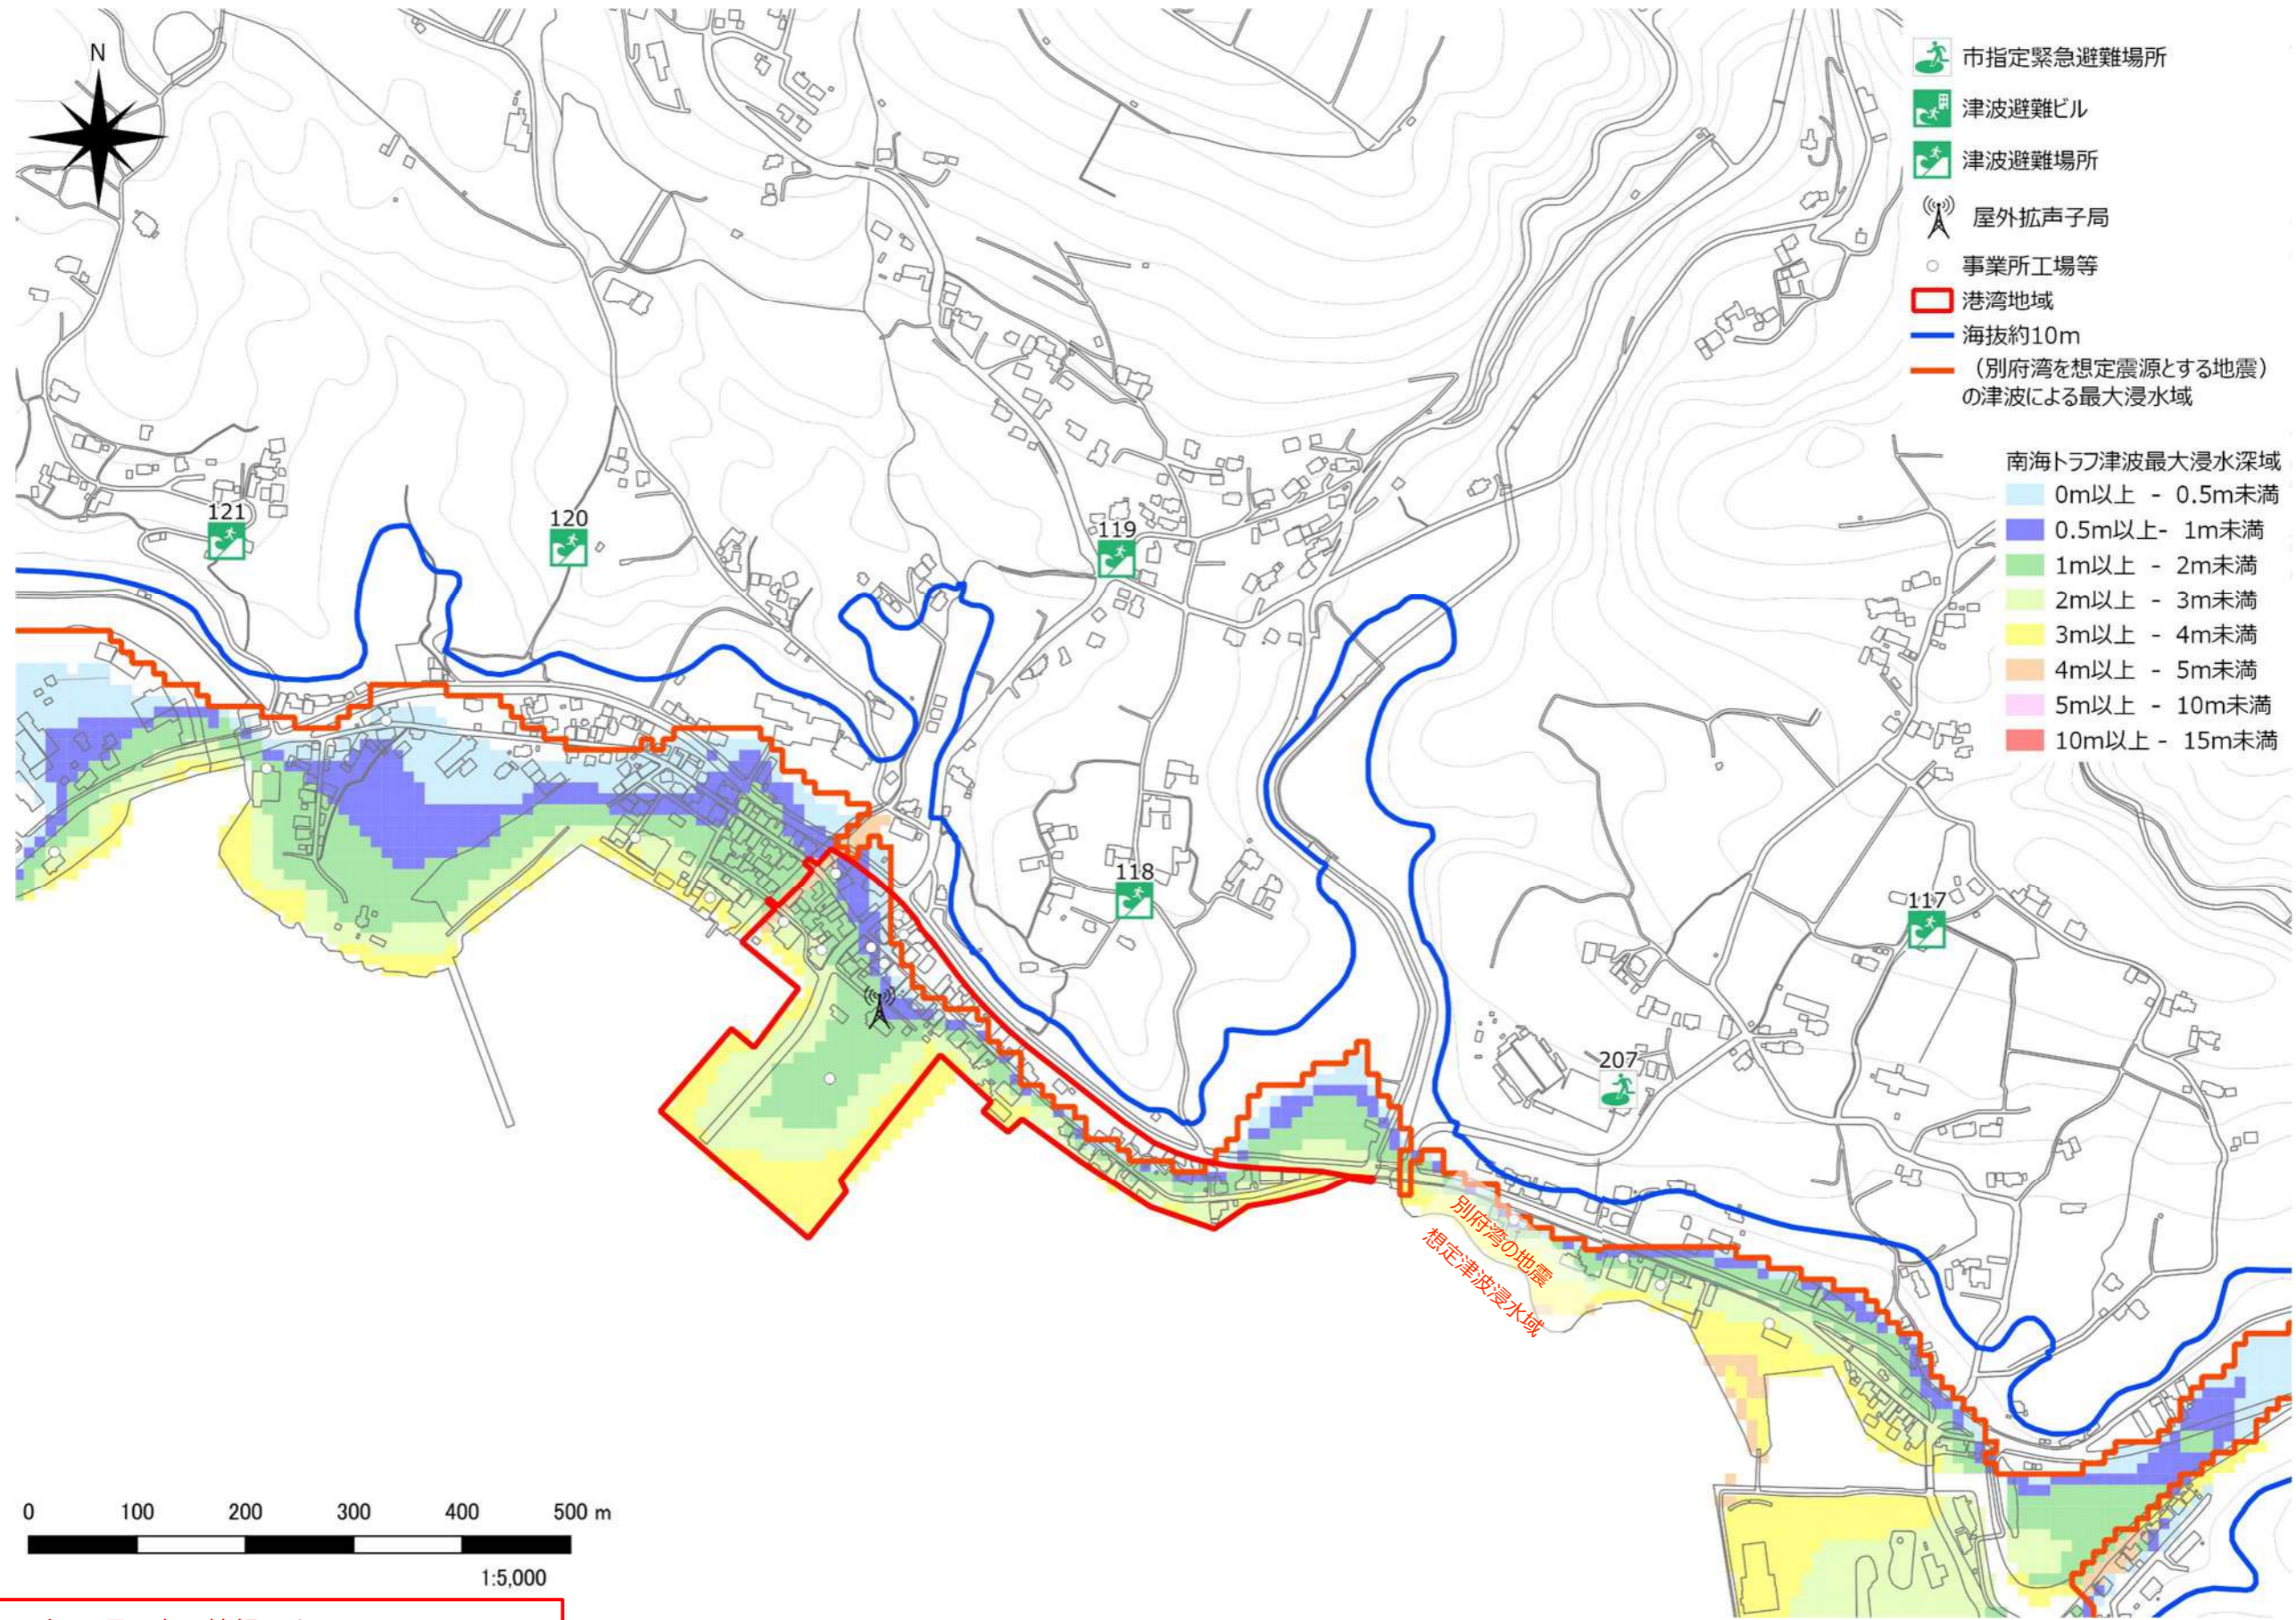 N
市指定緊急避難場所
津波避難ビル
津波避難場所
屋外拡声子局
事業所工場等
港湾地域
海抜約10m
（別府湾を想定震源とする地震）
の津波による最大浸水域
南海トラフ津波最大浸水深域
0m以上 - 0.5m未満
0.5m以上- 1m未満
1m以上 - 2m未満
2m以上 - 3m未満
3m以上 - 4m未満
4m以上 - 5m未満
5m以上 - 10m未満
10m以上 - 15m未満
121
120
119
118
117
207
別府湾の地震
想定津波浸水域
0 100 200 300 400 500 m
1:5,000